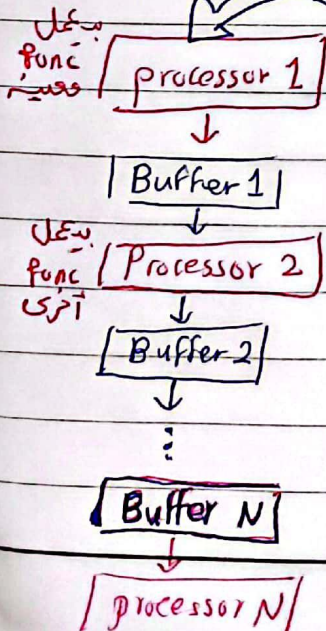 بيعمل
func
معينة
processor 1
Buffer 1
بيعمل
func
أخرى
Processor 2
Buffer 2
Buffer N
processor N